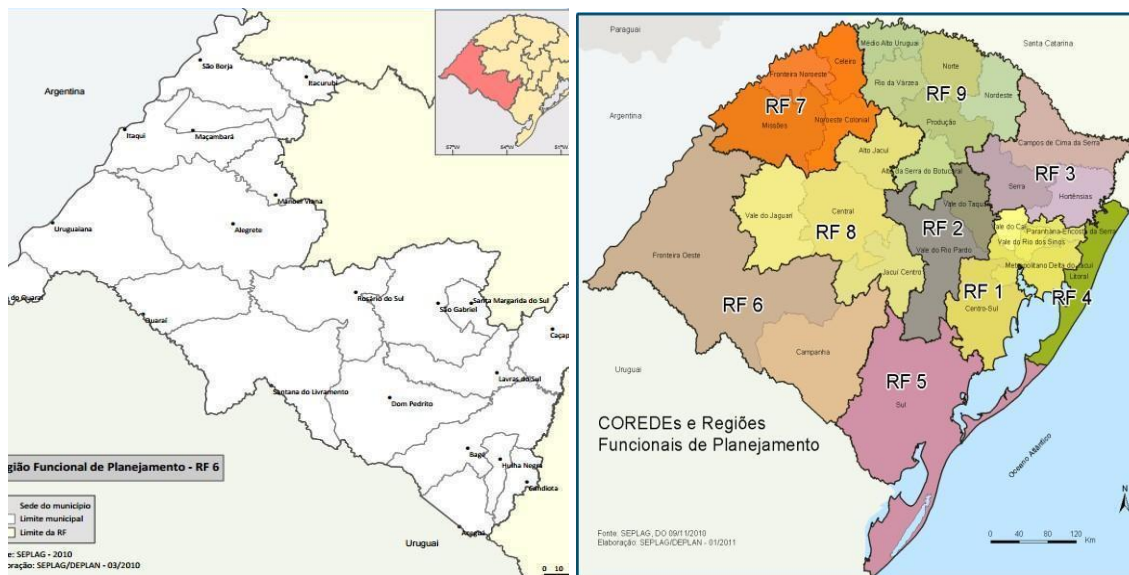 Argentina
São Borja
Itacurubi
Itaqui
Maçambará
Manoel Viana
Uruguaiana
Alegrete
Rosário do Sul
Santa Margarida do Sul
São Gabriel
Quaraí
Caçap
Lavras do Sul
Santana do Livramento
Dom Pedrito
Bagé
Hulha Negra
Candiota
Aceguá
Uruguai
57°W
54°W
51°W
gião Funcional de Planejamento - RF 6
Sede do município
Limite municipal
Limite da RF
e: SEPLAG - 2010
oração: SEPLAG/DEPLAN - 03/2010
0 10
Paraguai
Santa Catarina
Argentina
Médio Alto Uruguai
Celeiro
Norte
Fronteira Noroeste
Rio da Várzea
Nordeste
RF 7
RF 9
Missões
Noroeste Colonial
Produção
Alto Jacuí
Campos de Cima da Serra
Alto da Serra do Botucaraí
RF 3
Serra
Hortênsias
Vale do Jaguari
Central
Vale do Taquari
RF 8
RF 2
Vale do Caí
Paranhana-Encosta da Serra
Vale do Rio dos Sinos
Vale do Rio Pardo
Fronteira Oeste
Jacuí Centro
Metropolitano Delta do Jacuí
Litoral
RF 6
RF 1
RF 4
Centro-Sul
Campanha
Uruguai
RF 5
Sul
COREDEs e Regiões
Funcionais de Planejamento
Oceano Atlântico
N
Fonte: SEPLAG, DO 09/11/2010
Elaboração: SEPLAG/DEPLAN - 01/2011
0 40 80 120
Km